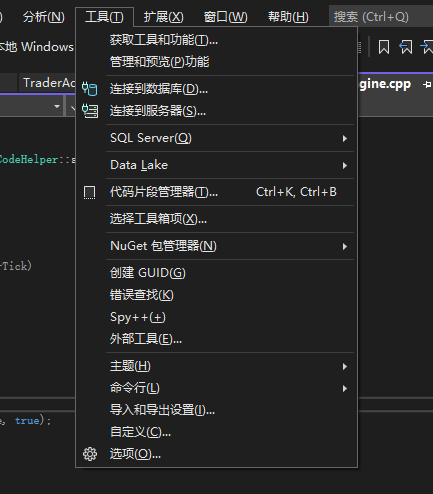 分析(N) 工具(T) 扩展(X) 窗口(W) 帮助(H) 搜索 (Ctrl+Q)
本地 Windows
获取工具和功能(T)...
管理和预览(P)功能
TraderAc
gine.cpp
连接到数据库(D)...
连接到服务器(S)...
SQL Server(Q)
CodeHelper::s
Data Lake
代码片段管理器(T)... Ctrl+K, Ctrl+B
选择工具箱项(X)...
NuGet 包管理器(N)
rTick)
创建 GUID(G)
错误查找(K)
Spy++(+)
外部工具(E)...
主题(H)
命令行(L)
导入和导出设置(I)...
, true);
自定义(C)...
选项(O)...